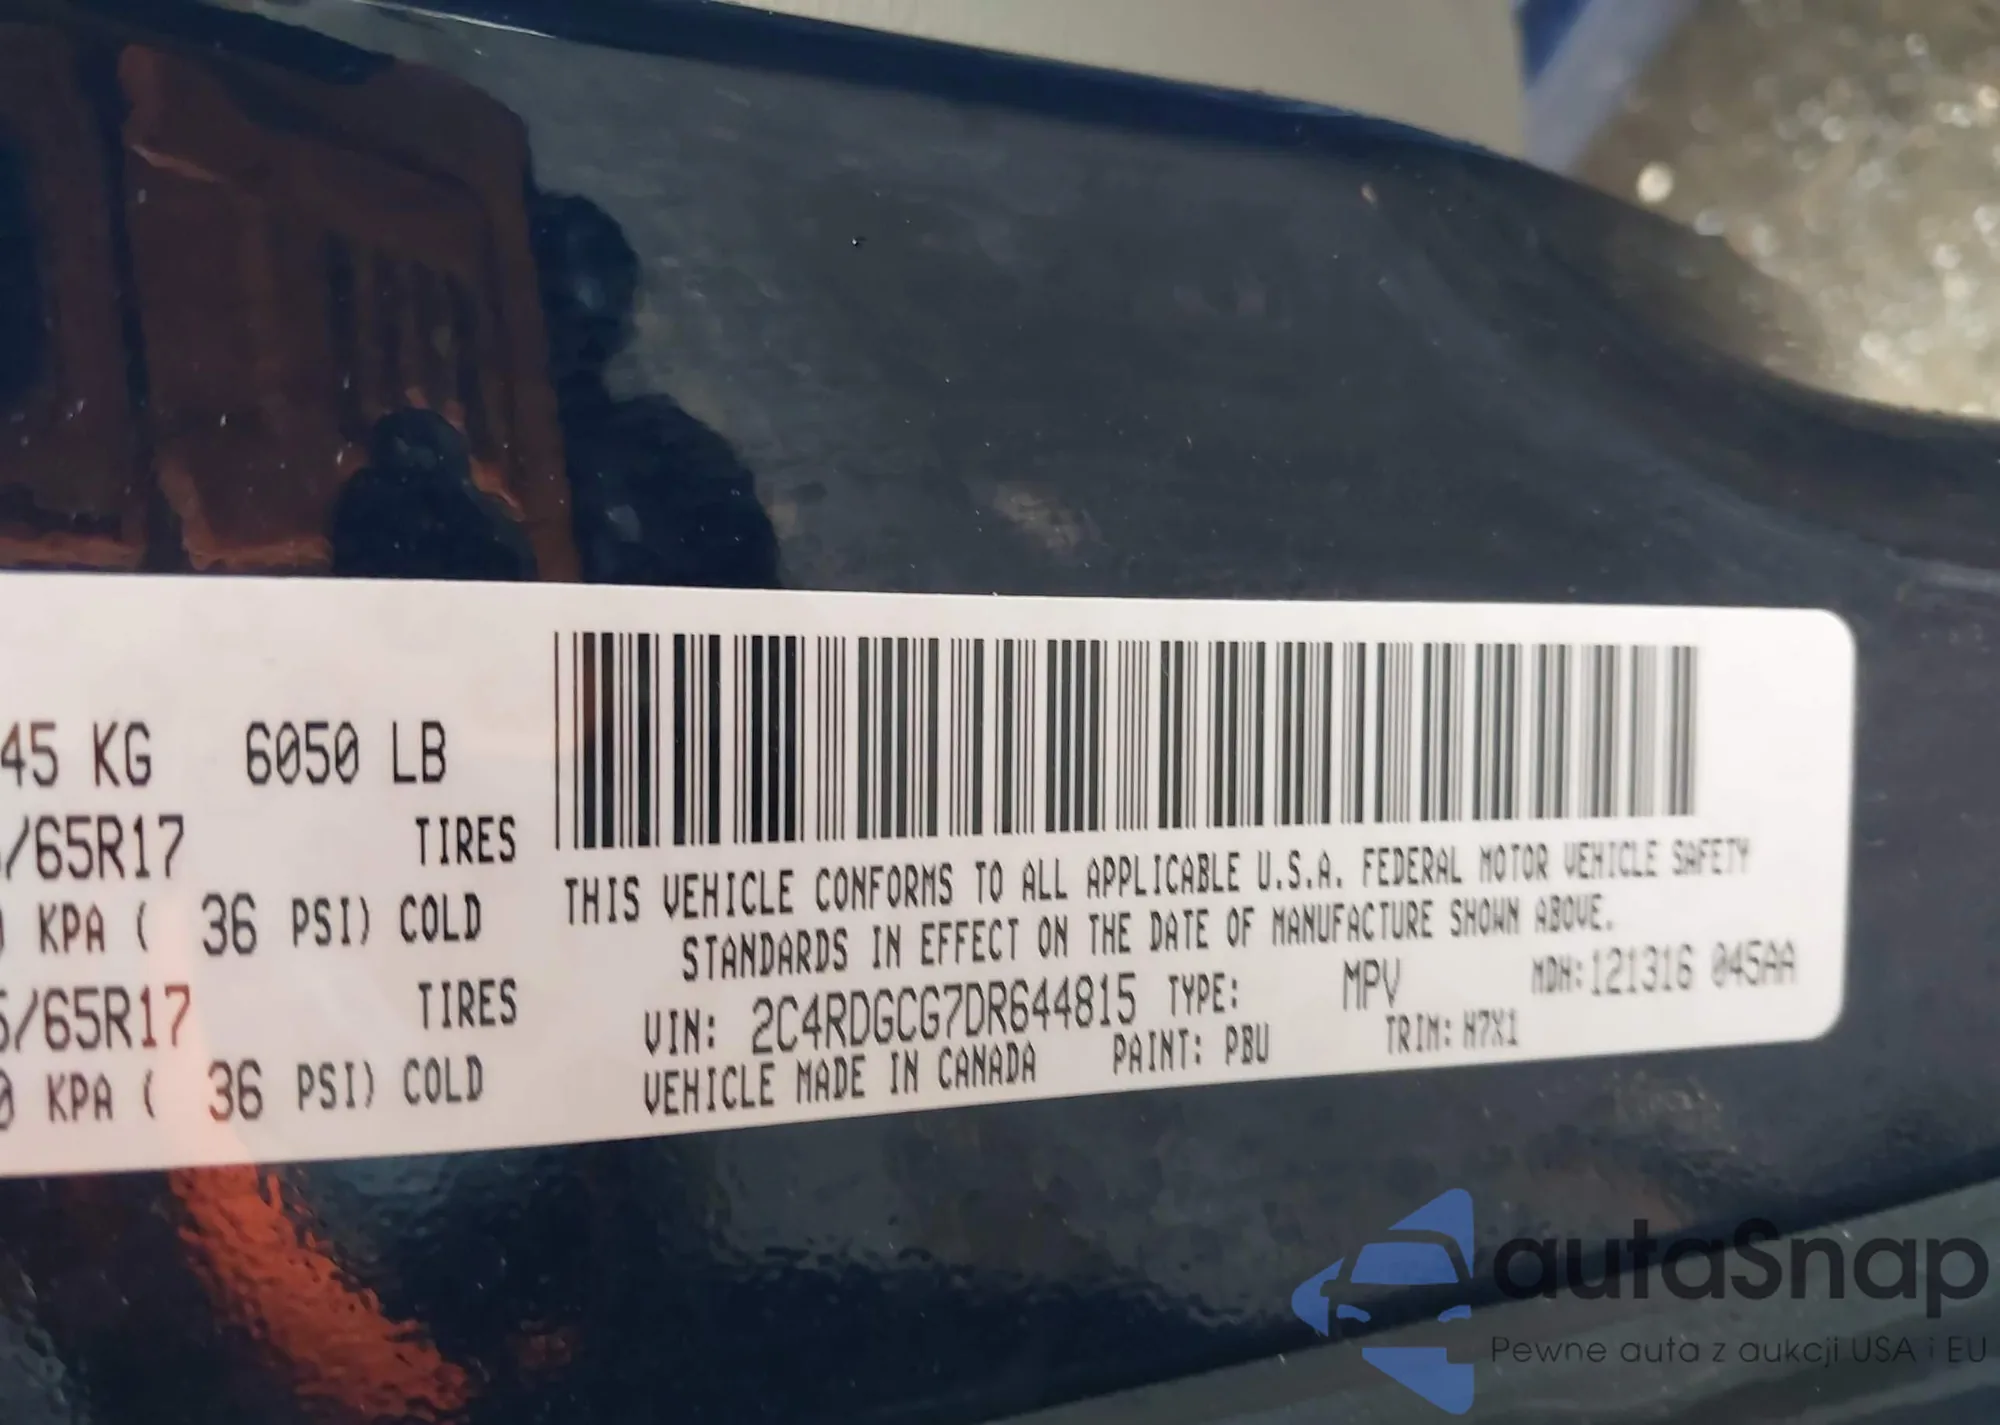 45 KG 6050 LB
/65R17 TIRES
KPA ( 36 PSI) COLD
5/65R17 TIRES
0 KPA ( 36 PSI) COLD
THIS VEHICLE CONFORMS TO ALL APPLICABLE U.S.A. FEDERAL MOTOR VEHICLE SAFETY
STANDARDS IN EFFECT ON THE DATE OF MANUFACTURE SHOWN ABOVE.
VIN: 2C4RDGCG7DR644815 TYPE: MPV MDH:121316 045AA
VEHICLE MADE IN CANADA PAINT: PBU TRIM: H7X1
autaSnap
Pewne auta z aukcji USA i EU